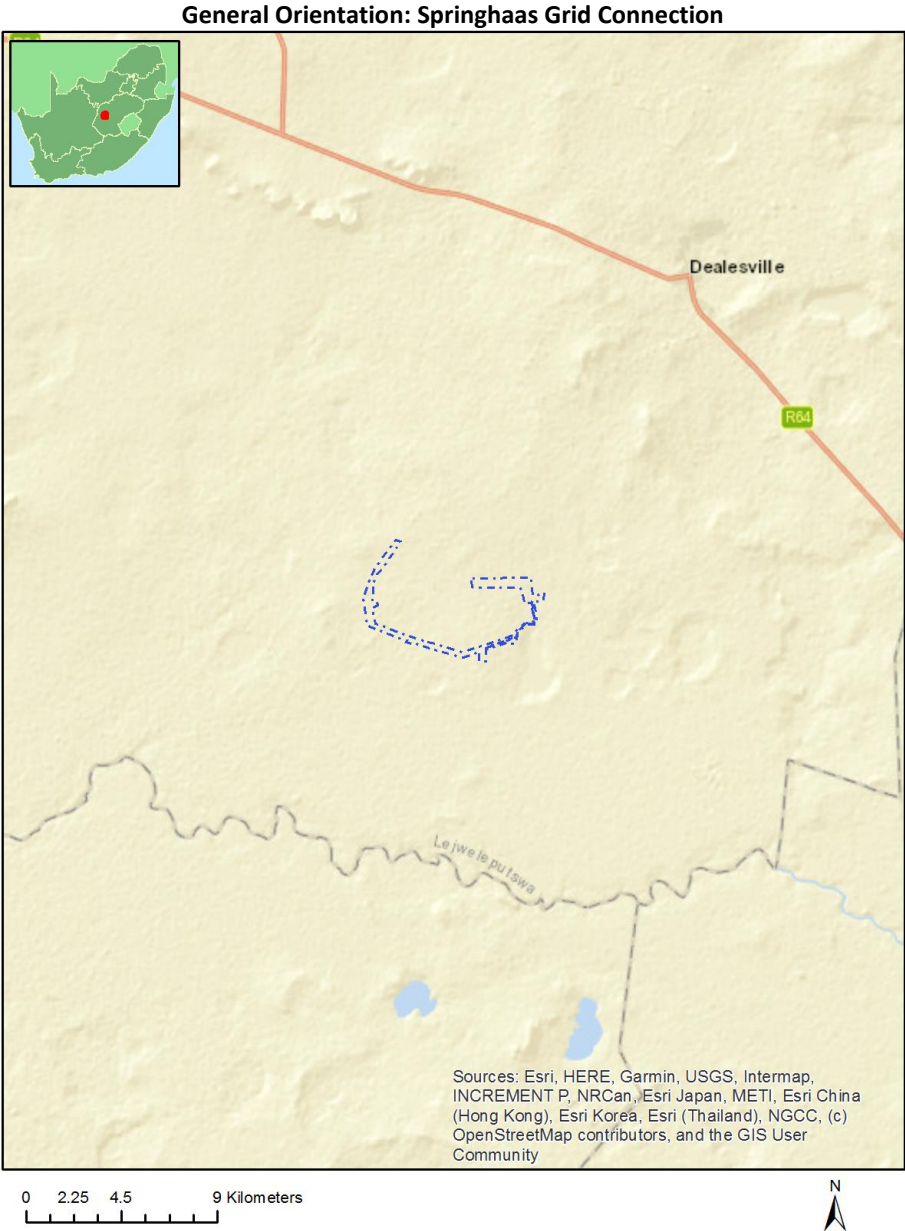 General Orientation: Springhaas Grid Connection
Dealesville
R64
Lejweleputswa
Sources: Esri, HERE, Garmin, USGS, Intermap,
INCREMENT P, NRCan, Esri Japan, METI, Esri China
(Hong Kong), Esri Korea, Esri (Thailand), NGCC, (c)
OpenStreetMap contributors, and the GIS User
Community
0 2.25 4.5 9 Kilometers
N